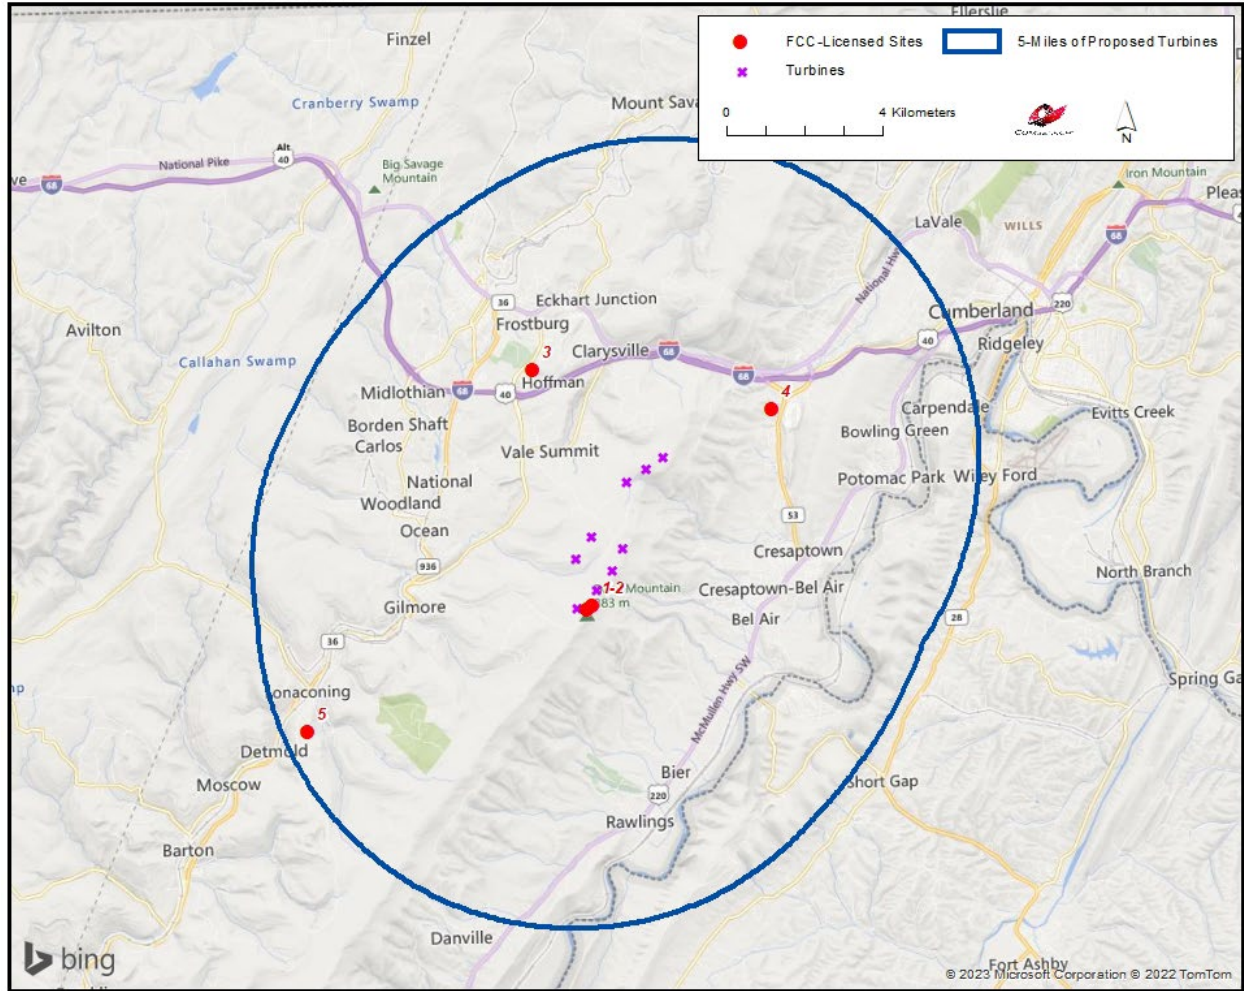 Ellerslie
Finzel
FCC-Licensed Sites
5-Miles of Proposed Turbines
Turbines
0
4 Kilometers
N
Cranberry Swamp
Mount Sava
Alt
40
National Pike
ve
68
Big Savage
Mountain
Iron Mountain
Pleas
LaVale
WILLS
68
National Hwy
36
Eckhart Junction
220
Cumberland
Frostburg
Avilton
3
Clarysville
68
40
Ridgeley
Callahan Swamp
68
Hoffman
4
Midlothian
68
40
Carpendale
Evitts Creek
Borden Shaft
Carlos
Bowling Green
Vale Summit
National
Potomac Park
Wiley Ford
Woodland
53
Ocean
Cresaptown
936
North Branch
1-2
Mountain
Cresaptown-Bel Air
83 m
Gilmore
Bel Air
28
36
McMullen Hwy SW
Spring Ga
onaconing
5
Detmold
Moscow
Bier
Short Gap
220
Rawlings
Barton
Danville
bing
Fort Ashby
© 2023 Microsoft Corporation © 2022 TomTom